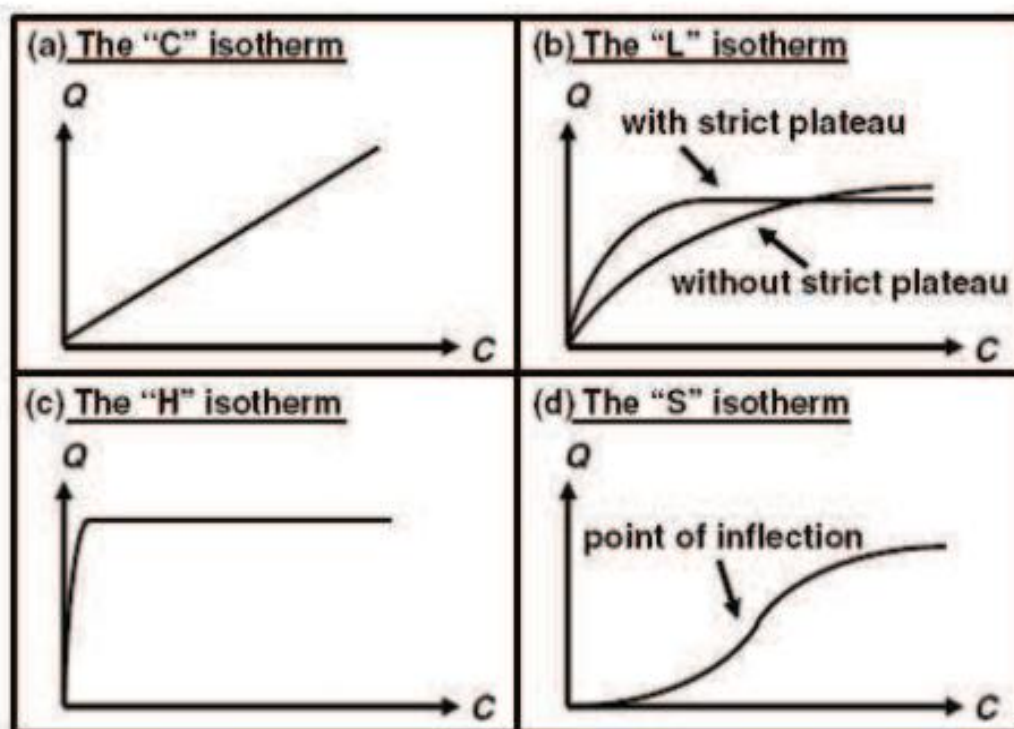 (a) The “C” isotherm
Q
C
(b) The “L” isotherm
Q
with strict plateau
without strict plateau
C
(c) The “H” isotherm
Q
C
(d) The “S” isotherm
Q
point of inflection
C